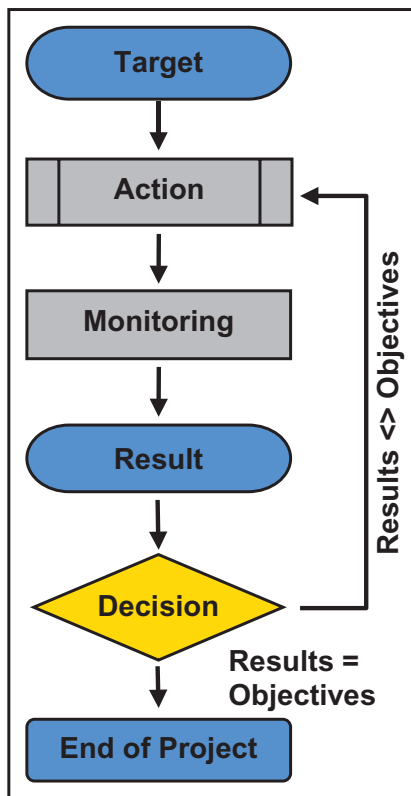 Target
Action
Monitoring
Result
Decision
Results <> Objectives
Results =
Objectives
End of Project